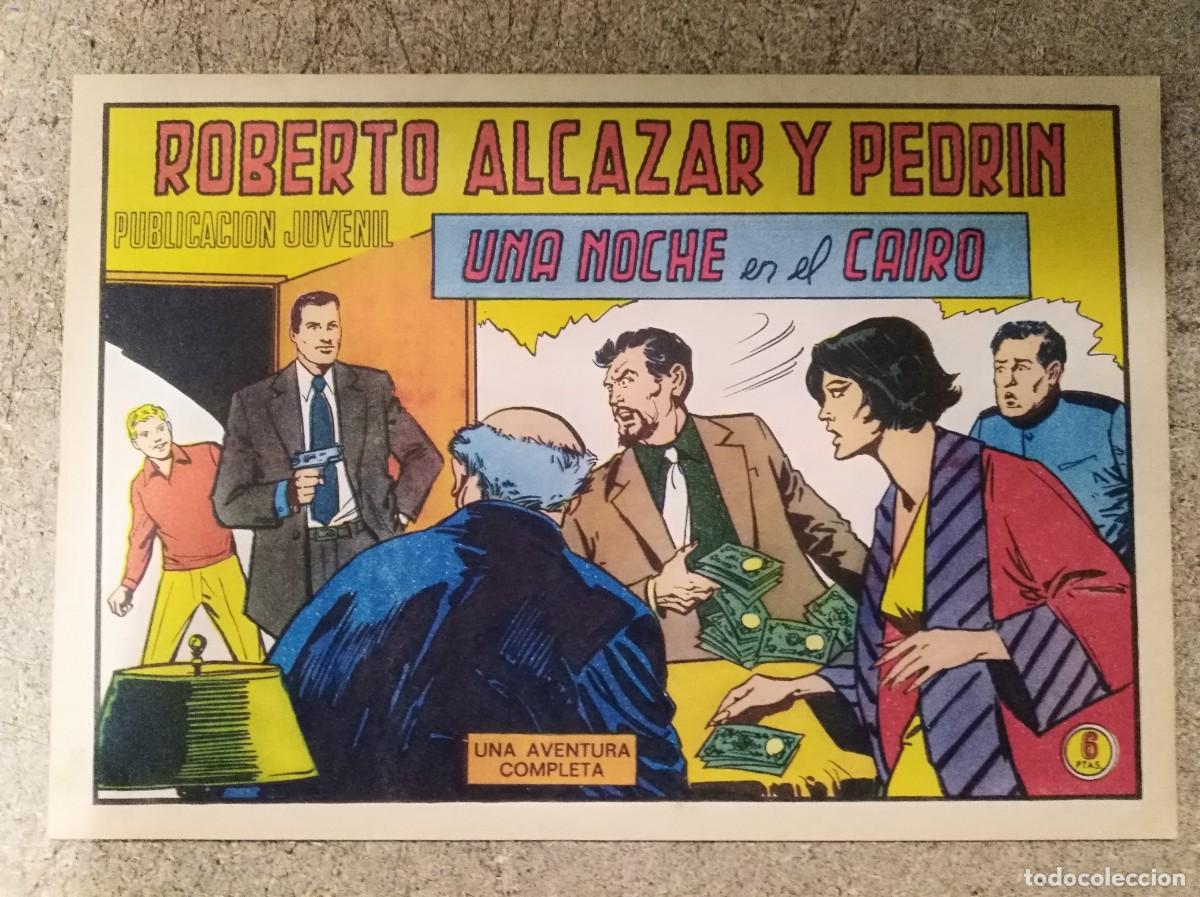 ROBERTO ALCAZAR Y PEDRIN
PUBLICACION JUVENIL
UNA NOCHE en el CAIRO
UNA AVENTURA
COMPLETA
6
PTAS.
todocoleccion